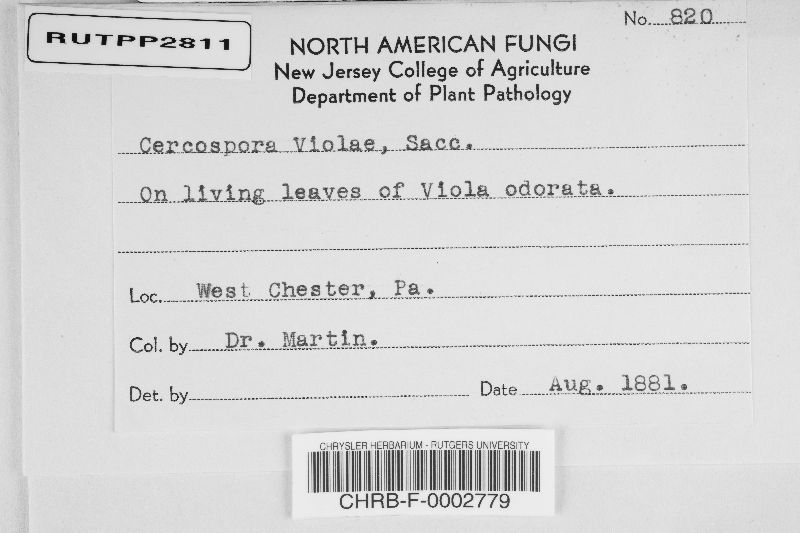 No. 820
RUTPP2811
NORTH AMERICAN FUNGI
New Jersey College of Agriculture
Department of Plant Pathology
Cercospora Violae, Sacc.
On living leaves of Viola odorata.
Loc. West Chester, Pa.
Col. by Dr. Martin.
Det. by Date Aug. 1881.
CHRYSLER HERBARIUM - RUTGERS UNIVERSITY
CHRB-F-0002779